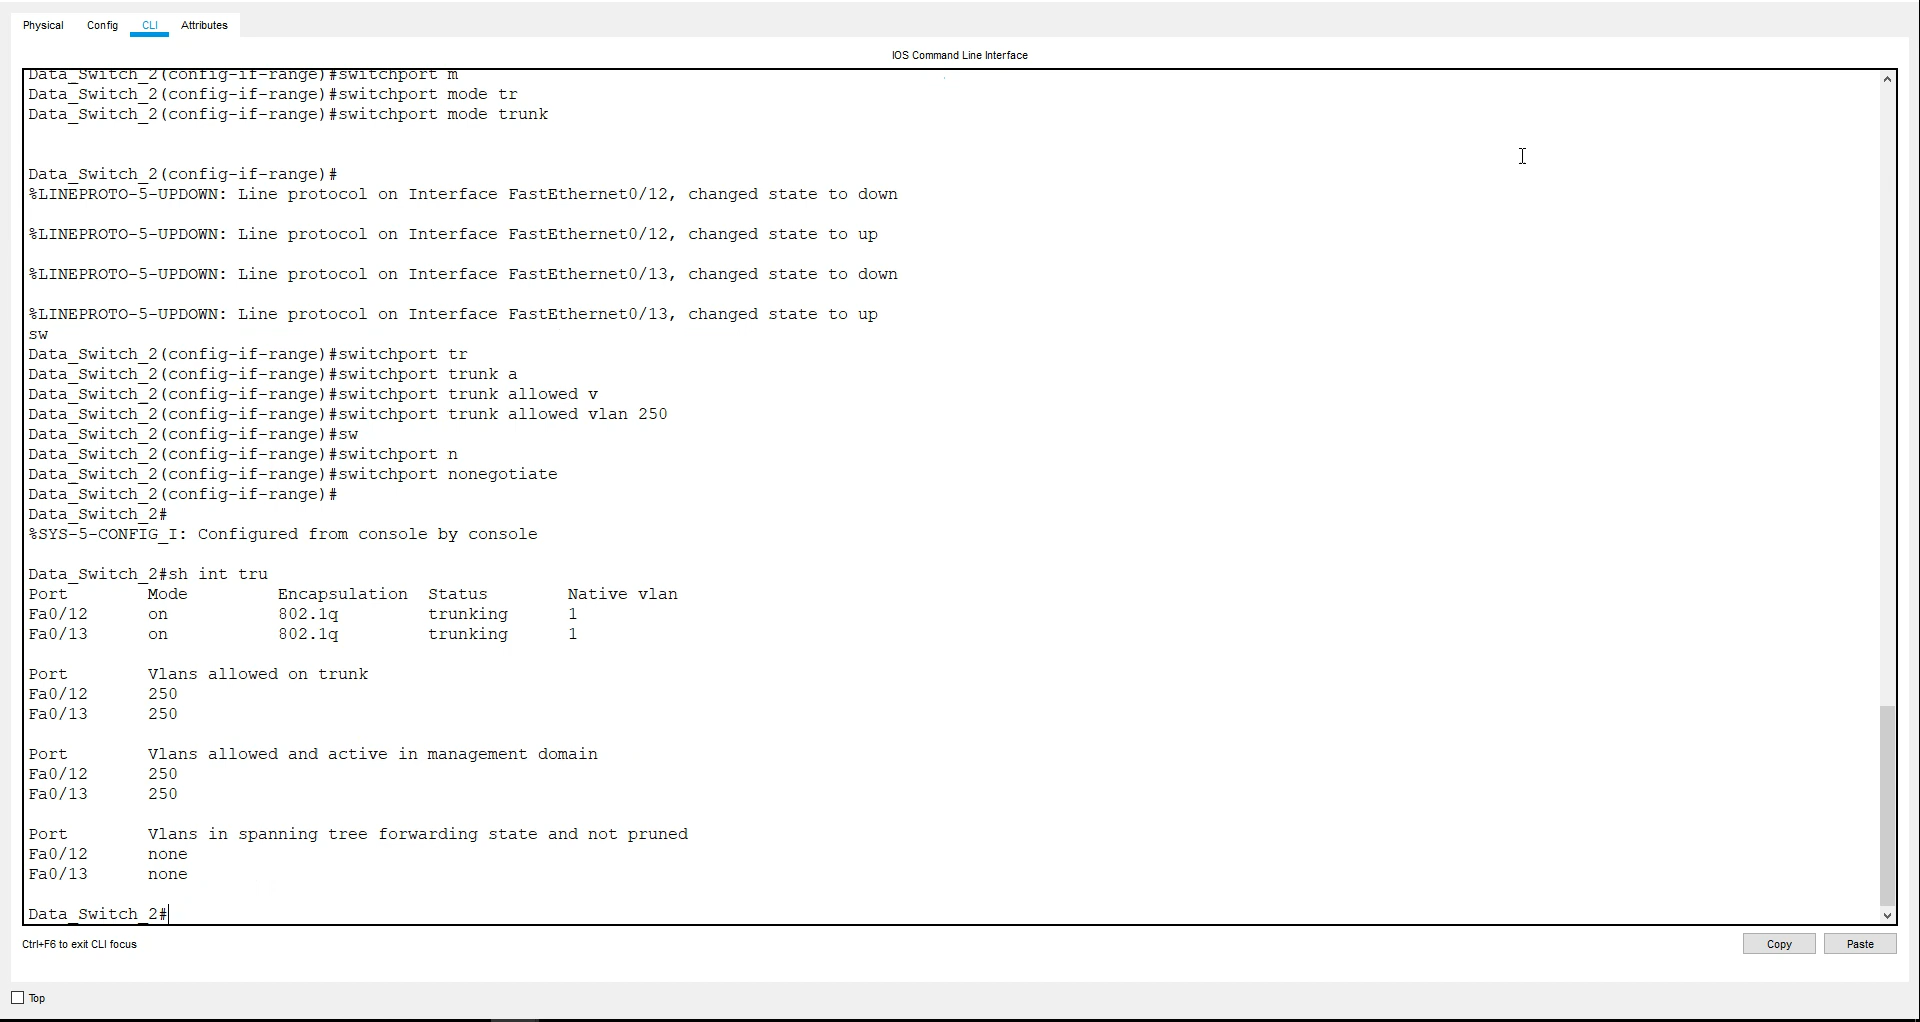 Physical Config CLI Attributes
IOS Command Line Interface
Data_Switch_2(config-if-range)#switchport m
Data_Switch_2(config-if-range)#switchport mode tr
Data_Switch_2(config-if-range)#switchport mode trunk
Data_Switch_2(config-if-range)#
%LINEPROTO-5-UPDOWN: Line protocol on Interface FastEthernet0/12, changed state to down
%LINEPROTO-5-UPDOWN: Line protocol on Interface FastEthernet0/12, changed state to up
%LINEPROTO-5-UPDOWN: Line protocol on Interface FastEthernet0/13, changed state to down
%LINEPROTO-5-UPDOWN: Line protocol on Interface FastEthernet0/13, changed state to up
sw
Data_Switch_2(config-if-range)#switchport tr
Data_Switch_2(config-if-range)#switchport trunk a
Data_Switch_2(config-if-range)#switchport trunk allowed v
Data_Switch_2(config-if-range)#switchport trunk allowed vlan 250
Data_Switch_2(config-if-range)#sw
Data_Switch_2(config-if-range)#switchport n
Data_Switch_2(config-if-range)#switchport nonegotiate
Data_Switch_2(config-if-range)#
Data_Switch_2#
%SYS-5-CONFIG_I: Configured from console by console
Data_Switch_2#sh int tru
Port        Mode         Encapsulation  Status        Native vlan
Fa0/12      on           802.1q         trunking      1
Fa0/13      on           802.1q         trunking      1
Port        Vlans allowed on trunk
Fa0/12      250
Fa0/13      250
Port        Vlans allowed and active in management domain
Fa0/12      250
Fa0/13      250
Port        Vlans in spanning tree forwarding state and not pruned
Fa0/12      none
Fa0/13      none
Data_Switch_2#
Ctrl+F6 to exit CLI focus
Copy Paste
Top